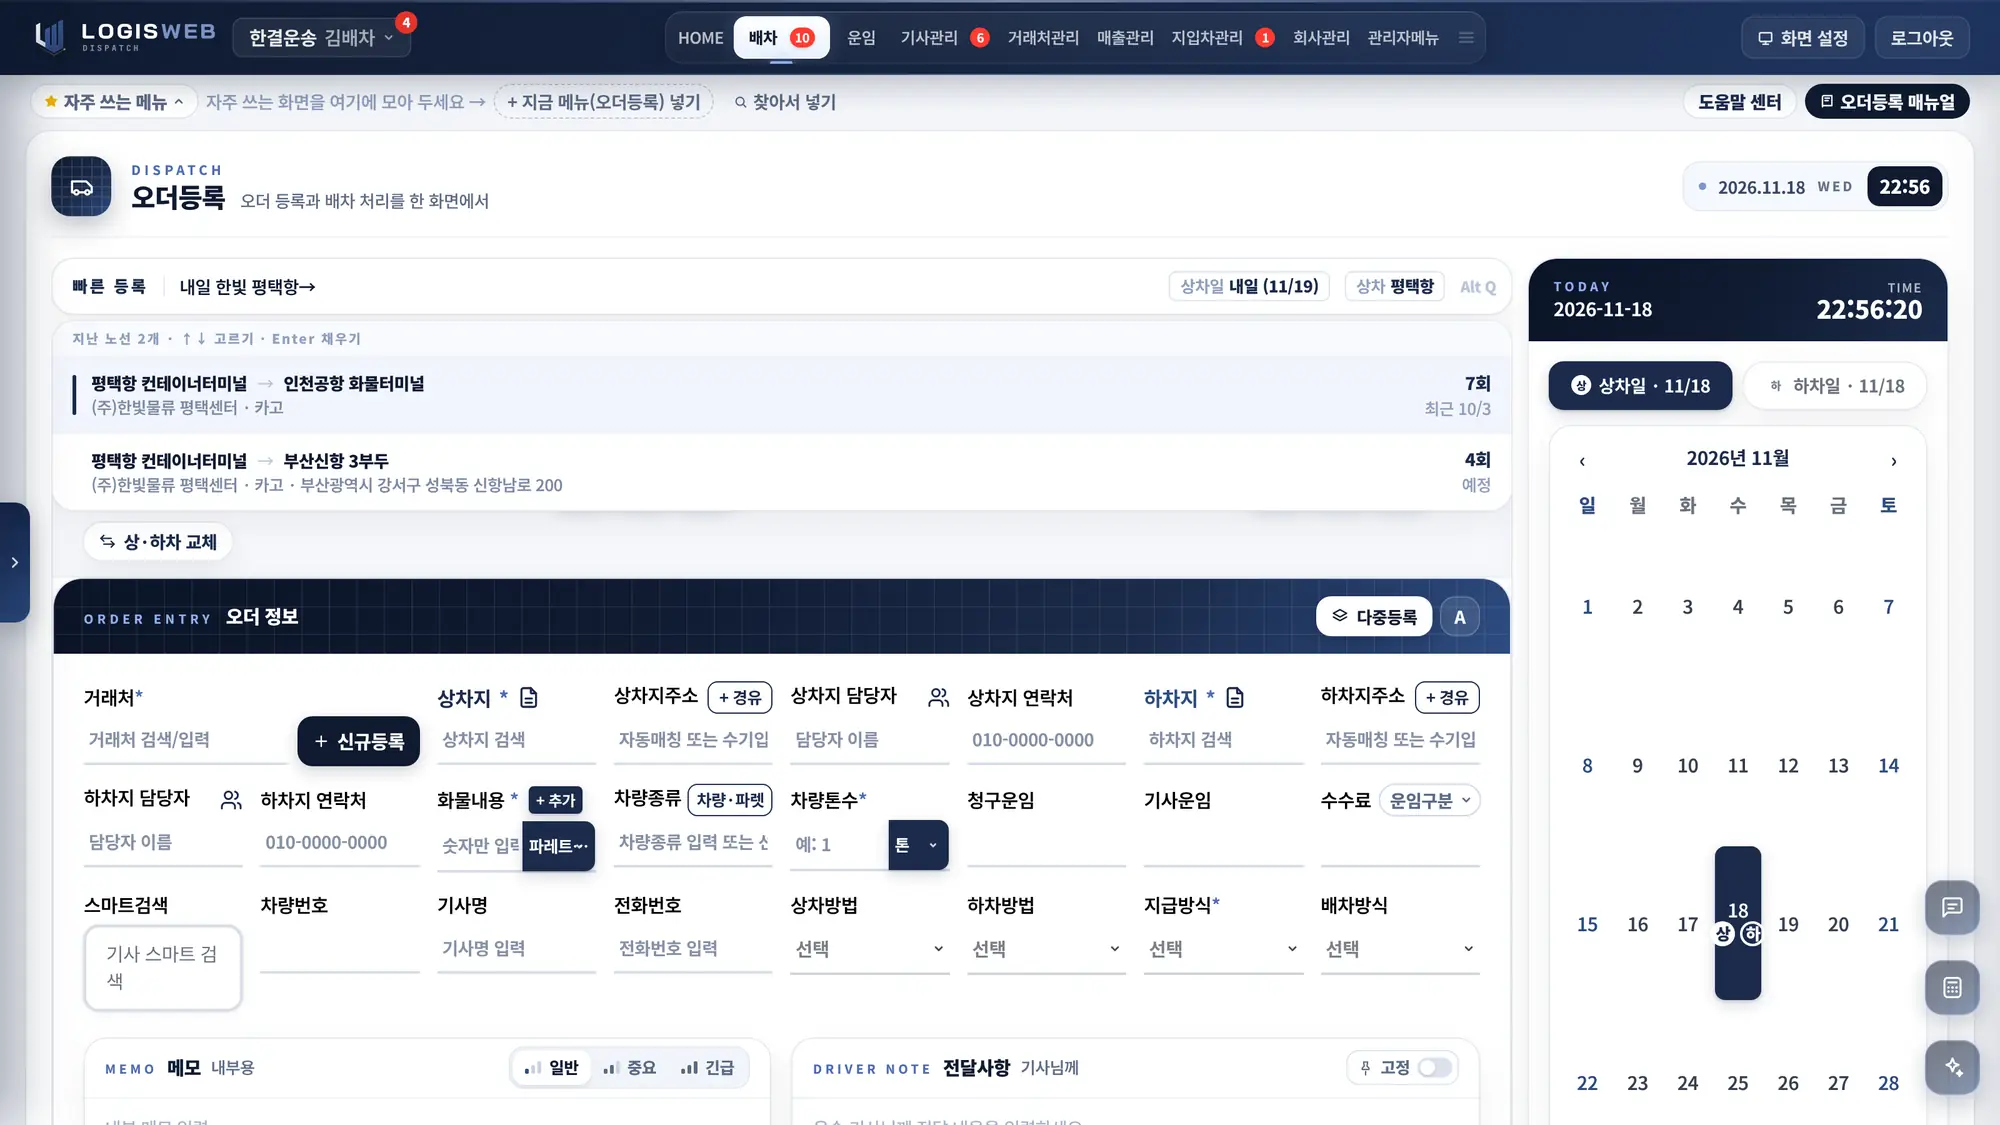 LOGISWEB
DISPATCH
한결운송 김배차
4
HOME
배차 10
운임
기사관리 6
거래처관리
매출관리
지입차관리 1
회사관리
관리자메뉴
화면 설정
로그아웃
자주 쓰는 메뉴
자주 쓰는 화면을 여기에 모아 두세요 →
+ 지금 메뉴(오더등록) 넣기
찾아서 넣기
도움말 센터
오더등록 매뉴얼
DISPATCH
오더등록 오더 등록과 배차 처리를 한 화면에서
2026.11.18 WED 22:56
빠른 등록 내일 한빛 평택항→
상차일 내일 (11/19)
상차 평택항
Alt Q
지난 노선 2개 · ↑↓ 고르기 · Enter 채우기
평택항 컨테이너터미널 → 인천공항 화물터미널 7회
(주)한빛물류 평택센터 · 카고 최근 10/3
평택항 컨테이너터미널 → 부산신항 3부두 4회
(주)한빛물류 평택센터 · 카고 · 부산광역시 강서구 성북동 신항남로 200 예정
상·하차 교체
TODAY
2026-11-18
TIME
22:56:20
상 상차일 · 11/18
하 하차일 · 11/18
‹ 2026년 11월 ›
일 월 화 수 목 금 토
1 2 3 4 5 6 7
8 9 10 11 12 13 14
15 16 17 18 19 20 21
상 하
22 23 24 25 26 27 28
ORDER ENTRY 오더 정보
다중등록
A
거래처*
거래처 검색/입력
+ 신규등록
상차지 *
상차지 검색
상차지주소 + 경유
자동매칭 또는 수기입
상차지 담당자
담당자 이름
상차지 연락처
010-0000-0000
하차지 *
하차지 검색
하차지주소 + 경유
자동매칭 또는 수기입
하차지 담당자
담당자 이름
하차지 연락처
010-0000-0000
화물내용 * + 추가
숫자만 입력
파레트
차량종류 차량·파렛
차량종류 입력 또는
차량톤수*
예: 1
톤
청구운임
기사운임
수수료 운임구분
스마트검색
기사 스마트 검
색
차량번호
기사명
기사명 입력
전화번호
전화번호 입력
상차방법
선택
하차방법
선택
지급방식*
선택
배차방식
선택
MEMO 메모 내부용
일반 중요 긴급
DRIVER NOTE 전달사항 기사님께
고정